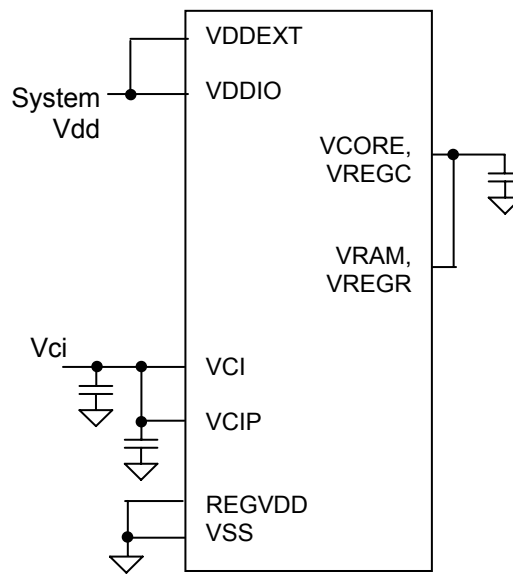 VDDEXT
System
Vdd
VDDIO
VCORE,
VREGC
VRAM,
VREGR
Vci
VCI
VCIP
REGVDD
VSS